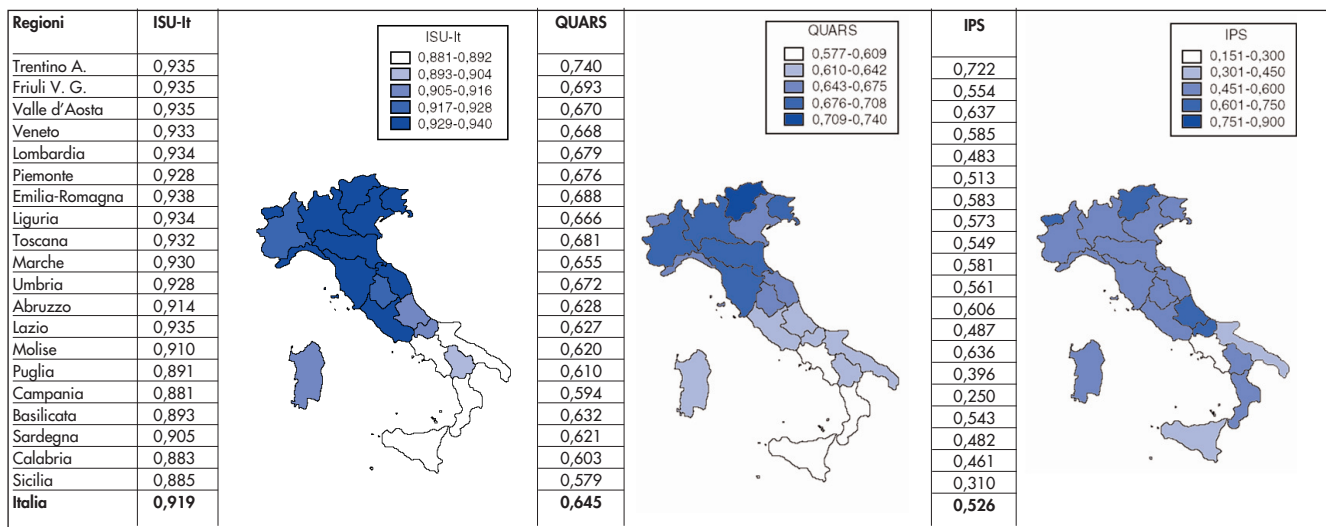 Regioni ISU-It QUARS IPS
Trentino A. 0,935 0,740 0,722
Friuli V. G. 0,935 0,693 0,554
Valle d'Aosta 0,935 0,670 0,637
Veneto 0,933 0,668 0,585
Lombardia 0,934 0,679 0,483
Piemonte 0,928 0,676 0,513
Emilia-Romagna 0,938 0,688 0,583
Liguria 0,934 0,666 0,573
Toscana 0,932 0,681 0,549
Marche 0,930 0,655 0,581
Umbria 0,928 0,672 0,561
Abruzzo 0,914 0,628 0,606
Lazio 0,935 0,627 0,487
Molise 0,910 0,620 0,636
Puglia 0,891 0,610 0,396
Campania 0,881 0,594 0,250
Basilicata 0,893 0,632 0,543
Sardegna 0,905 0,621 0,482
Calabria 0,883 0,603 0,461
Sicilia 0,885 0,579 0,310
Italia 0,919 0,645 0,526
ISU-It
0,881-0,892
0,893-0,904
0,905-0,916
0,917-0,928
0,929-0,940
QUARS
0,577-0,609
0,610-0,642
0,643-0,675
0,676-0,708
0,709-0,740
IPS
0,151-0,300
0,301-0,450
0,451-0,600
0,601-0,750
0,751-0,900